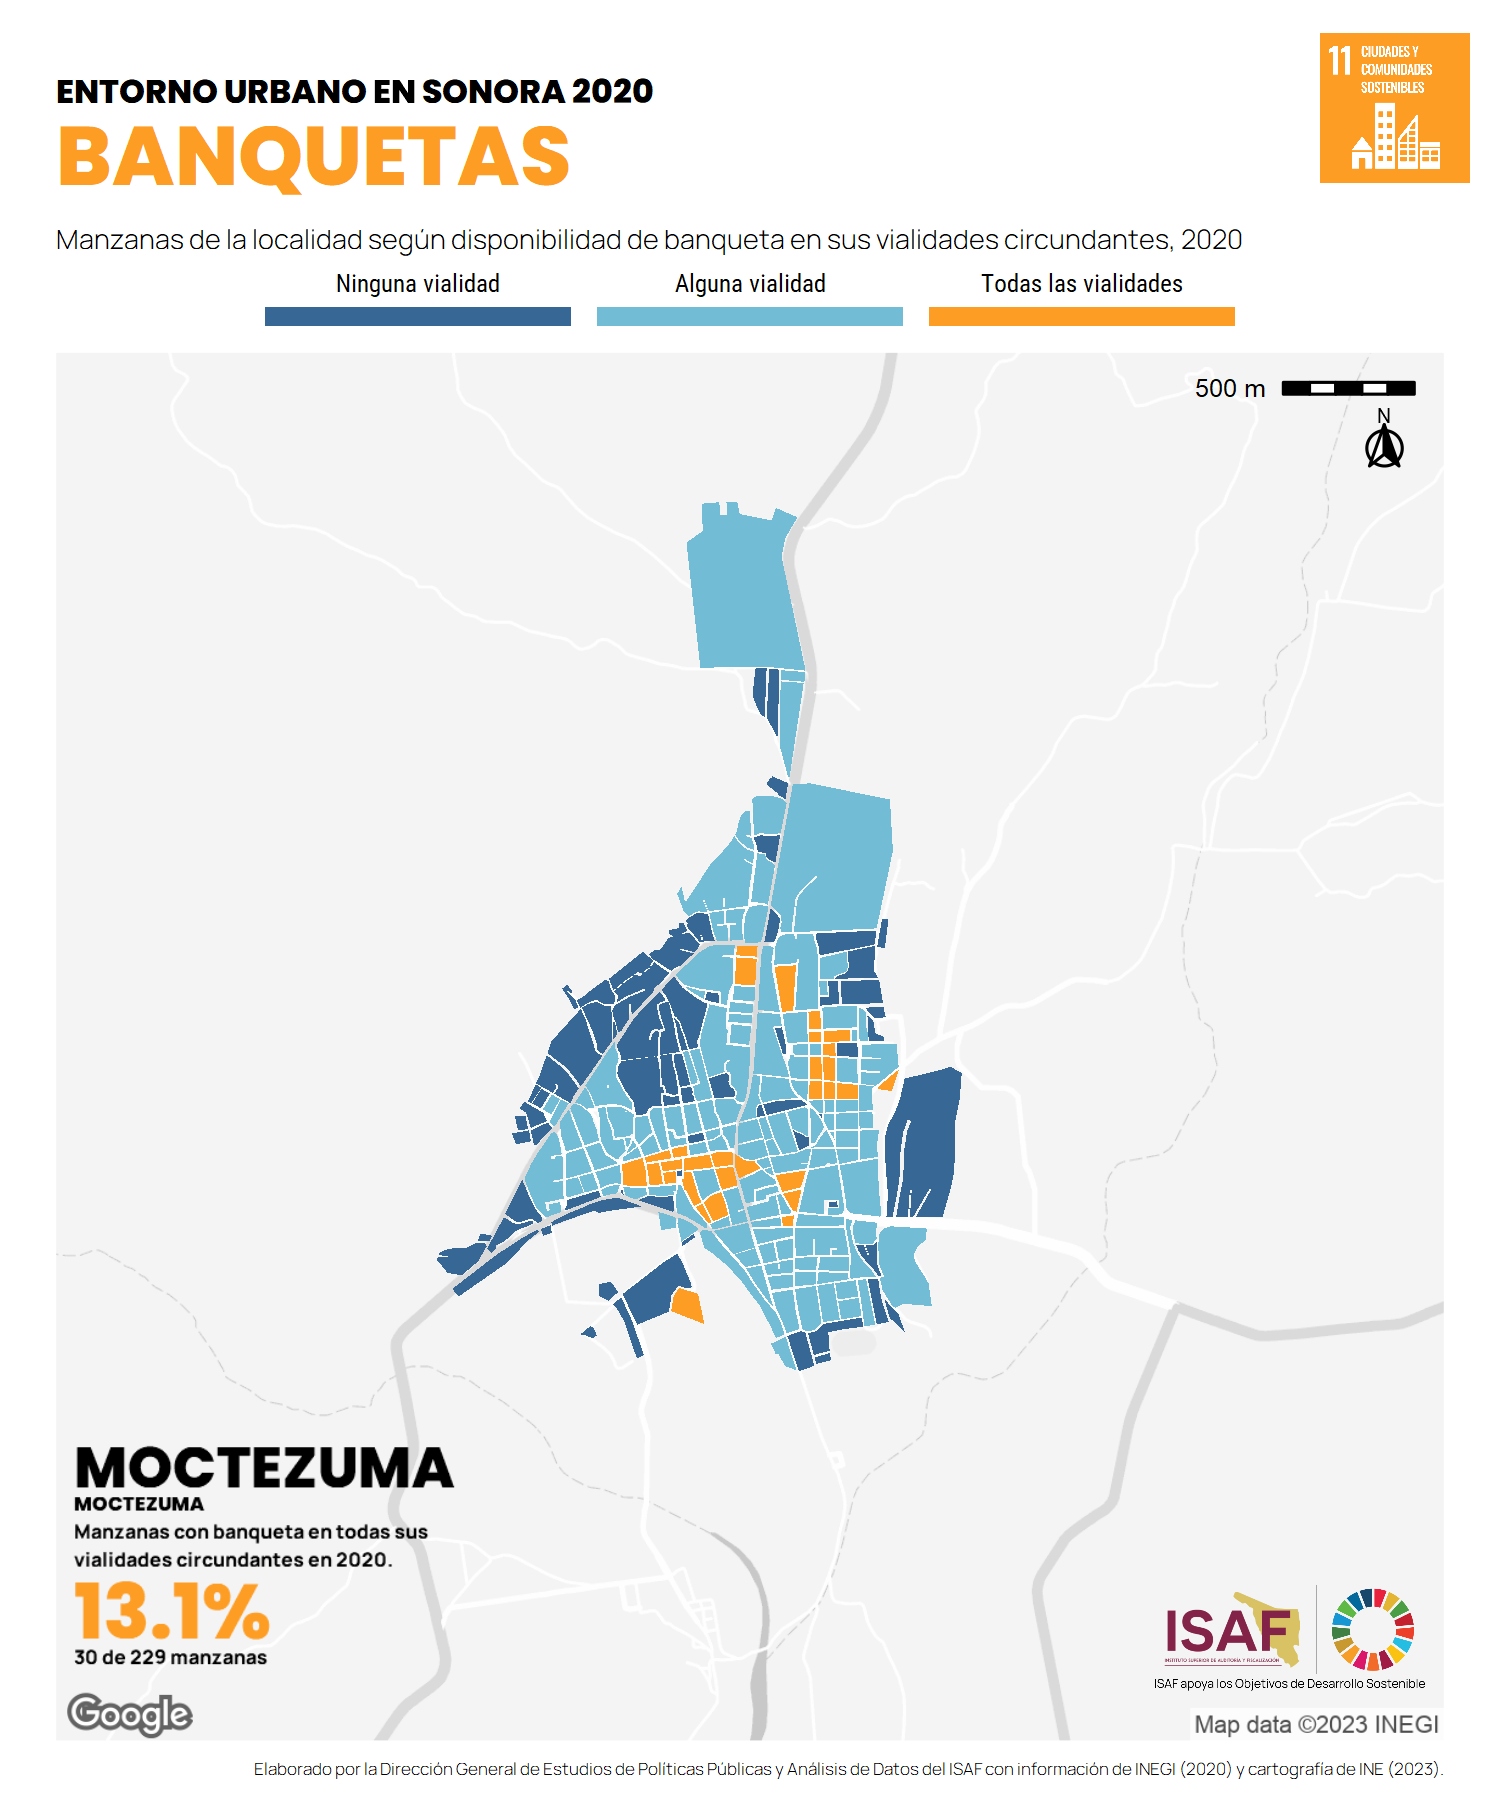 11 CIUDADES Y
COMUNIDADES
SOSTENIBLES
ENTORNO URBANO EN SONORA 2020
BANQUETAS
Manzanas de la localidad según disponibilidad de banqueta en sus vialidades circundantes, 2020
Ninguna vialidad
Alguna vialidad
Todas las vialidades
500 m
N
MOCTEZUMA
MOCTEZUMA
Manzanas con banqueta en todas sus
vialidades circundantes en 2020.
13.1%
30 de 229 manzanas
Google
ISAF
INSTITUTO SUPERIOR DE AUDITORÍA Y FISCALIZACIÓN
ISAF apoya los Objetivos de Desarrollo Sostenible
Map data ©2023 INEGI
Elaborado por la Dirección General de Estudios de Políticas Públicas y Análisis de Datos del ISAF con información de INEGI (2020) y cartografía de INE (2023).